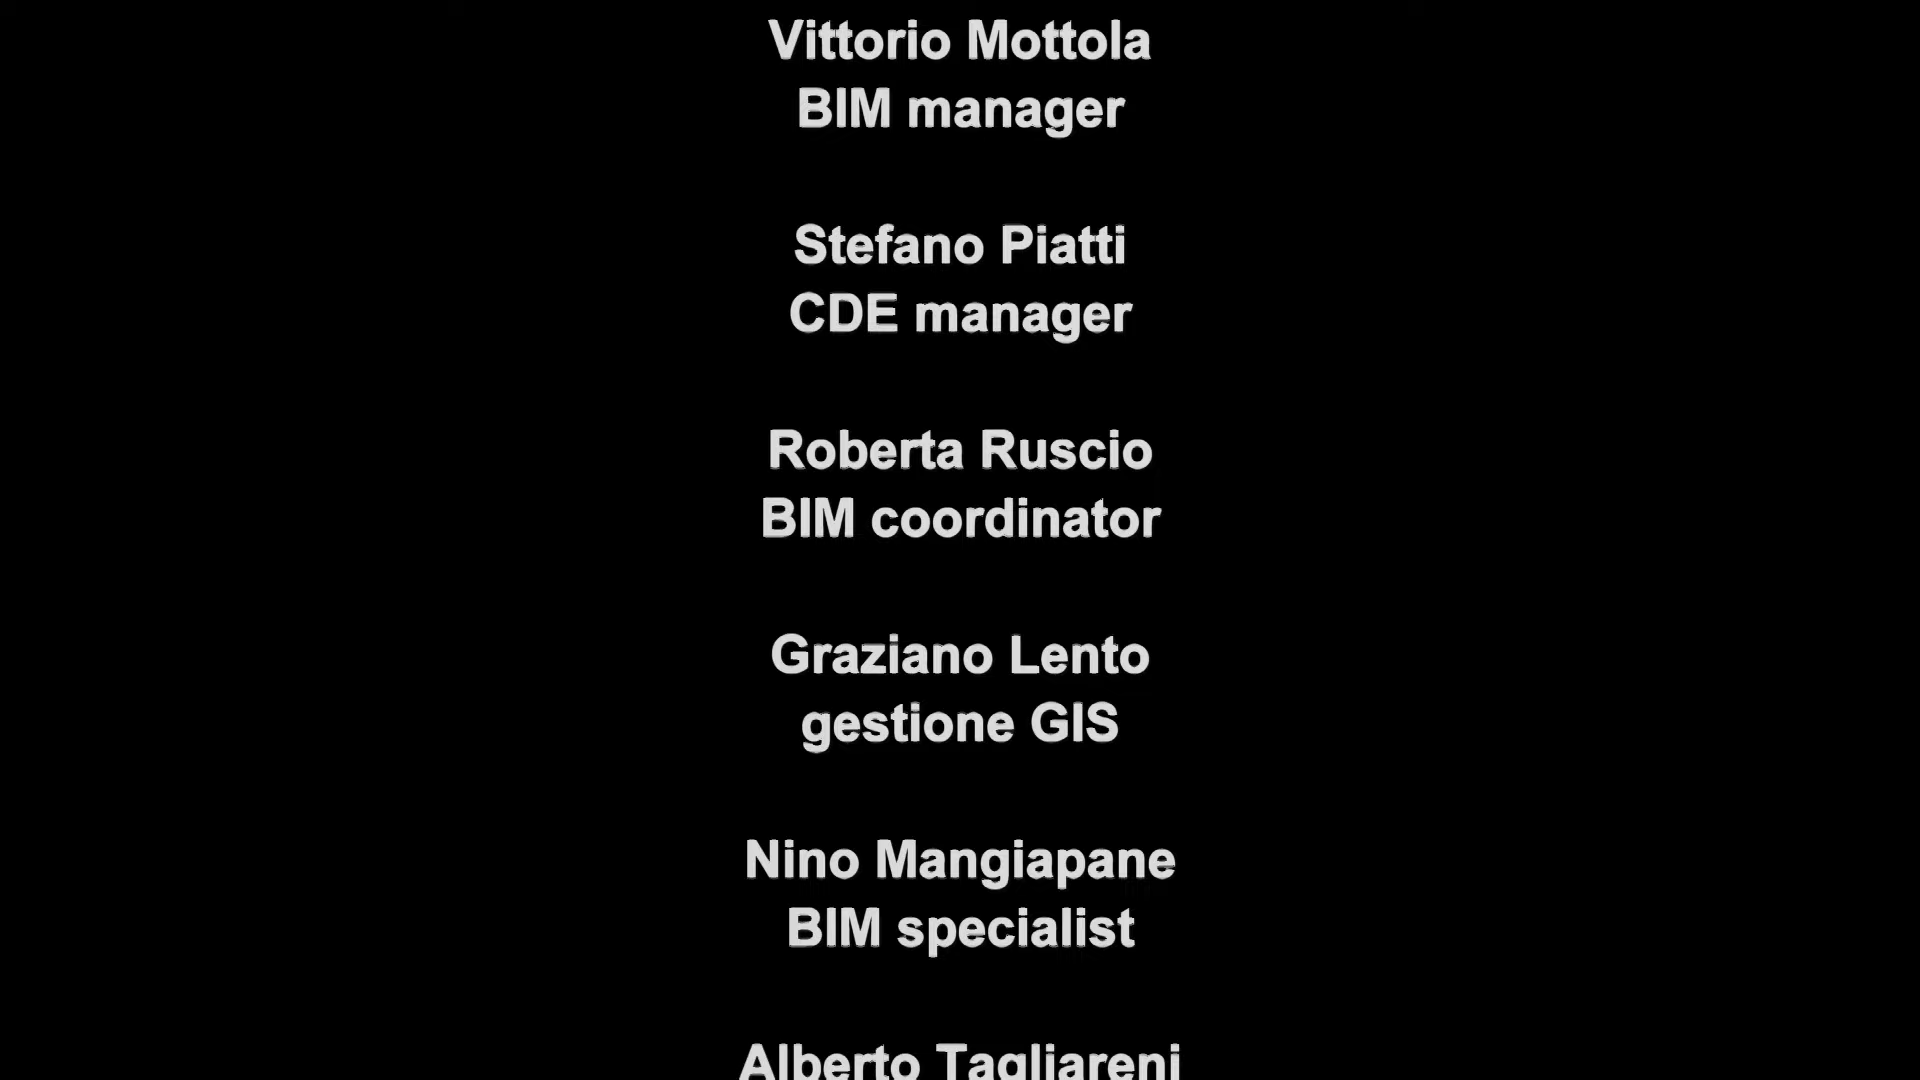 Vittorio Mottola
BIM manager
Stefano Piatti
CDE manager
Roberta Ruscio
BIM coordinator
Graziano Lento
gestione GIS
Nino Mangiapane
BIM specialist
Alberto Tagliareni